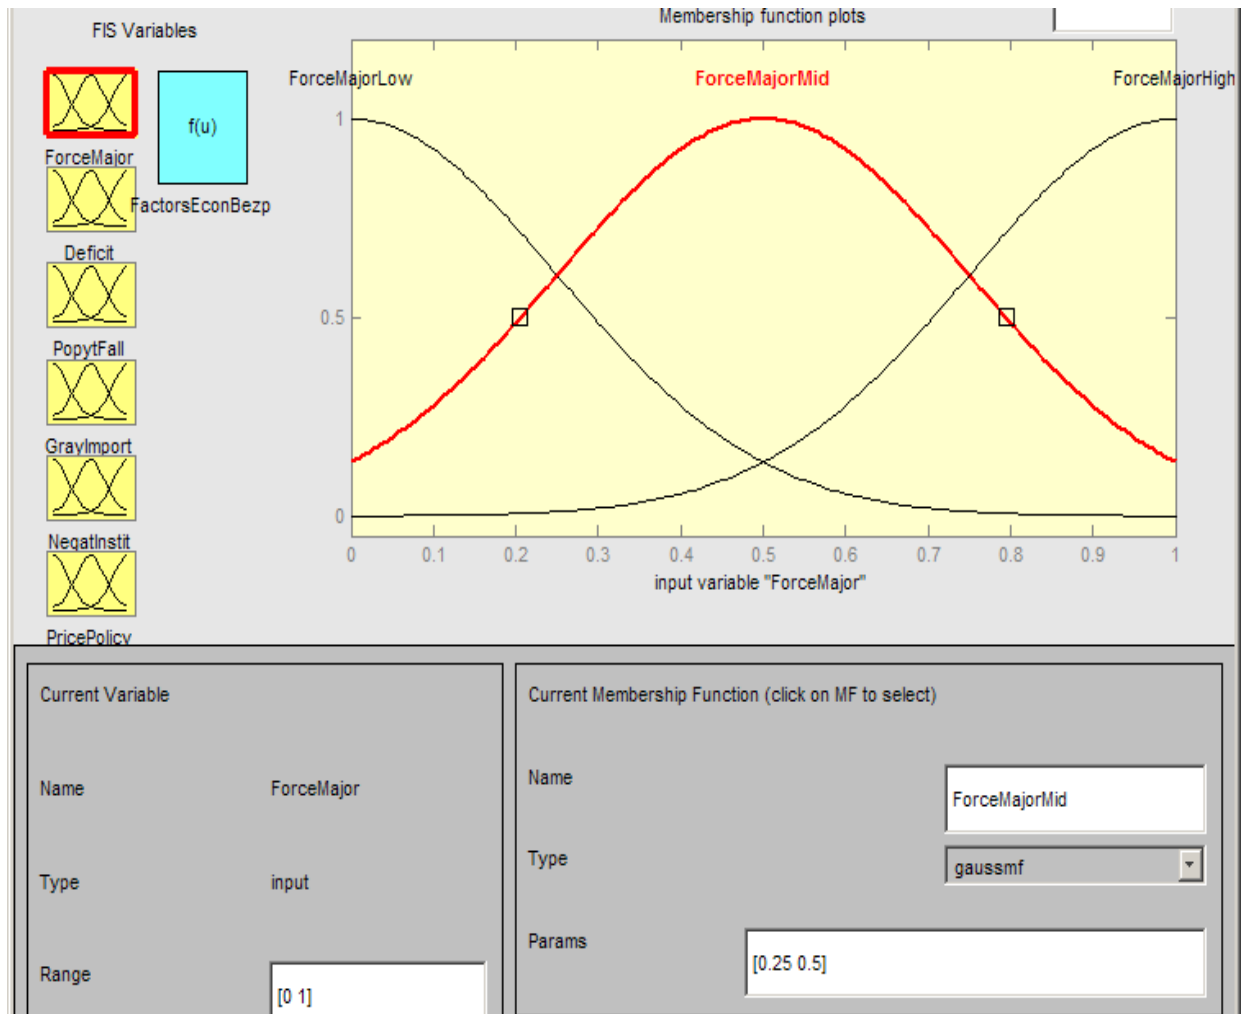 FIS Variables
Membership function plots
f(u)
ForceMajor
FactorsEconBezp
Deficit
PopytFall
GrayImport
NegatInstit
PricePolicy
ForceMajorLow
ForceMajorMid
ForceMajorHigh
1
0.5
0
0 0.1 0.2 0.3 0.4 0.5 0.6 0.7 0.8 0.9 1
input variable "ForceMajor"
Current Variable
Name ForceMajor
Type input
Range [0 1]
Current Membership Function (click on MF to select)
Name ForceMajorMid
Type gaussmf
Params [0.25 0.5]